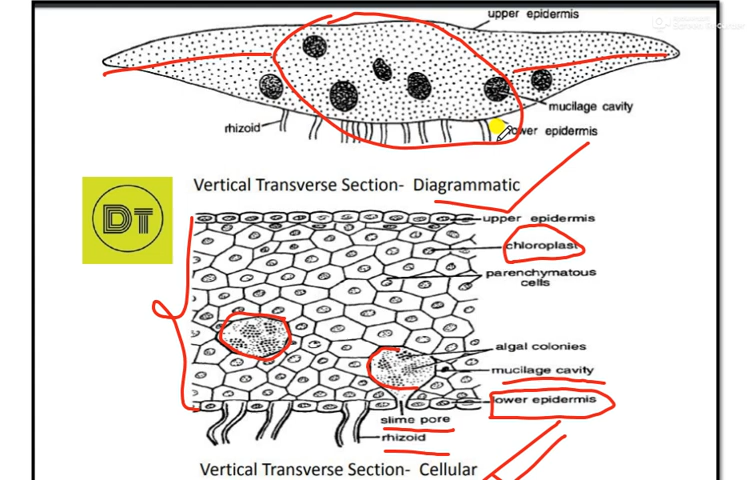 upper epidermis
mucilage cavity
rhizoid
lower epidermis
Vertical Transverse Section- Diagrammatic
DT
upper epidermis
chloroplast
parenchymatous
cells
algal colonies
mucilage cavity
lower epidermis
slime pore
rhizoid
Vertical Transverse Section- Cellular